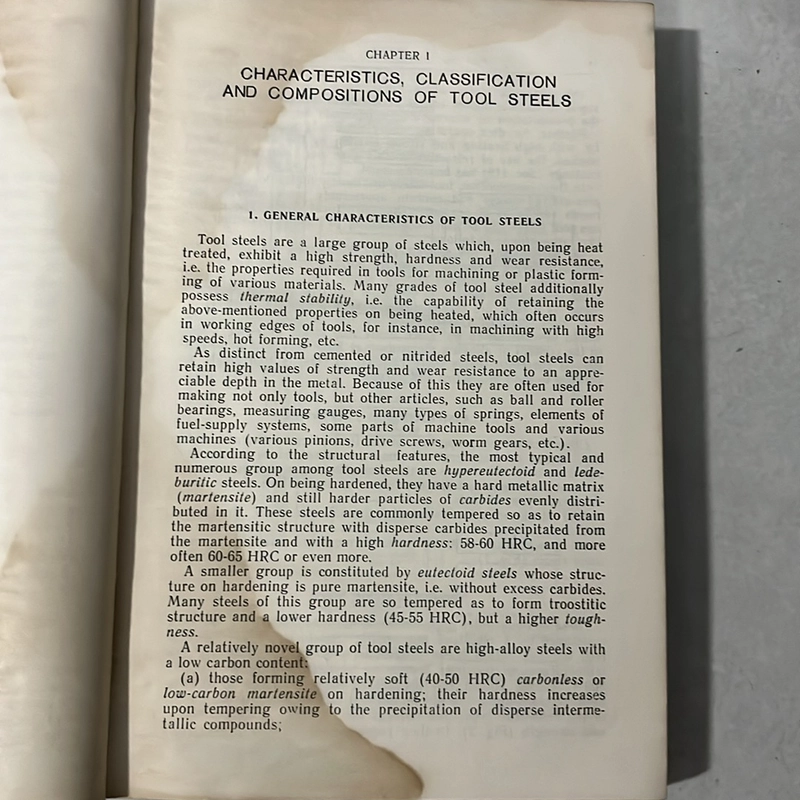 CHAPTER I
CHARACTERISTICS, CLASSIFICATION
AND COMPOSITIONS OF TOOL STEELS
1. GENERAL CHARACTERISTICS OF TOOL STEELS
Tool steels are a large group of steels which, upon being heat
treated, exhibit a high strength, hardness and wear resistance,
i.e. the properties required in tools for machining or plastic form-
ing of various materials. Many grades of tool steel additionally
possess thermal stability, i.e. the capability of retaining the
above-mentioned properties on being heated, which often occurs
in working edges of tools, for instance, in machining with high
speeds, hot forming, etc.
As distinct from cemented or nitrided steels, tool steels can
retain high values of strength and wear resistance to an appre-
ciable depth in the metal. Because of this they are often used for
making not only tools, but other articles, such as ball and roller
bearings, measuring gauges, many types of springs, elements of
fuel-supply systems, some parts of machine tools and various
machines (various pinions, drive screws, worm gears, etc.).
According to the structural features, the most typical and
numerous group among tool steels are hypereutectoid and lede-
buritic steels. On being hardened, they have a hard metallic matrix
(martensite) and still harder particles of carbides evenly distri-
buted in it. These steels are commonly tempered so as to retain
the martensitic structure with disperse carbides precipitated from
the martensite and with a high hardness: 58-60 HRC, and more
often 60-65 HRC or even more.
A smaller group is constituted by eutectoid steels whose struc-
ture on hardening is pure martensite, i.e. without excess carbides.
Many steels of this group are so tempered as to form troostitic
structure and a lower hardness (45-55 HRC), but a higher tough-
ness.
A relatively novel group of tool steels are high-alloy steels with
a low carbon content:
(a) those forming relatively soft (40-50 HRC) carbonless or
low-carbon martensite on hardening; their hardness increases
upon tempering owing to the precipitation of disperse interme-
tallic compounds;